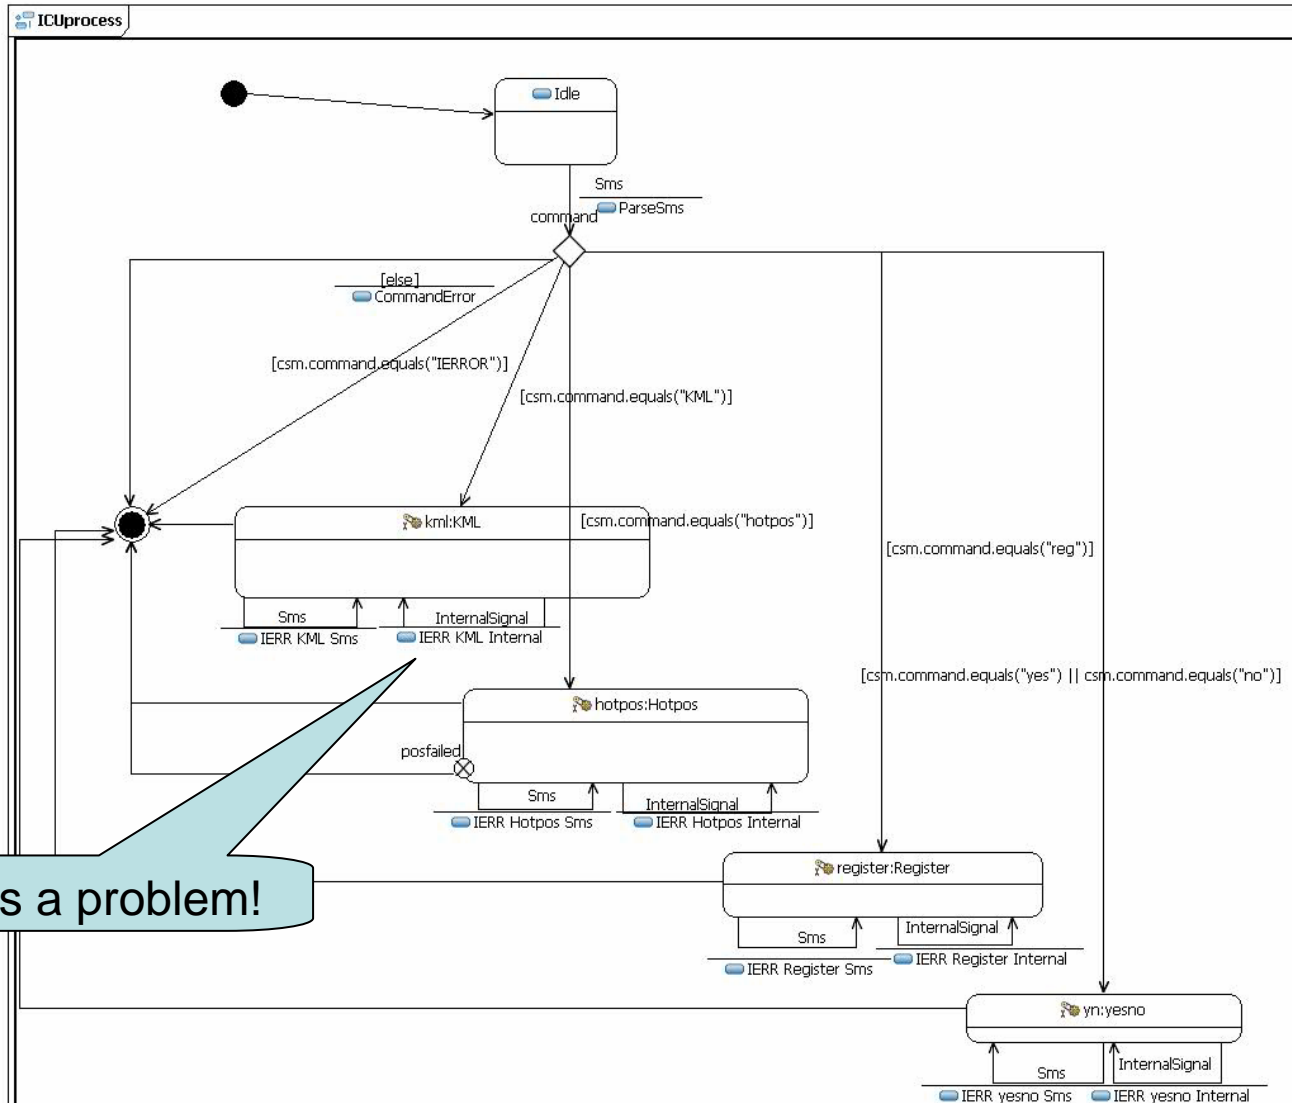 ICUprocess
Idle
Sms
ParseSms
command
[else]
CommandError
[csm.command.equals("IERROR")]
[csm.command.equals("KML")]
kml:KML
[csm.command.equals("hotpos")]
[csm.command.equals("reg")]
Sms
InternalSignal
IERR KML Sms
IERR KML Internal
[csm.command.equals("yes") || csm.command.equals("no")]
hotpos:Hotpos
posfailed
Sms
InternalSignal
IERR Hotpos Sms
IERR Hotpos Internal
register:Register
s a problem!
Sms
InternalSignal
IERR Register Sms
IERR Register Internal
yn:yesno
Sms
InternalSignal
IERR yesno Sms
IERR yesno Internal